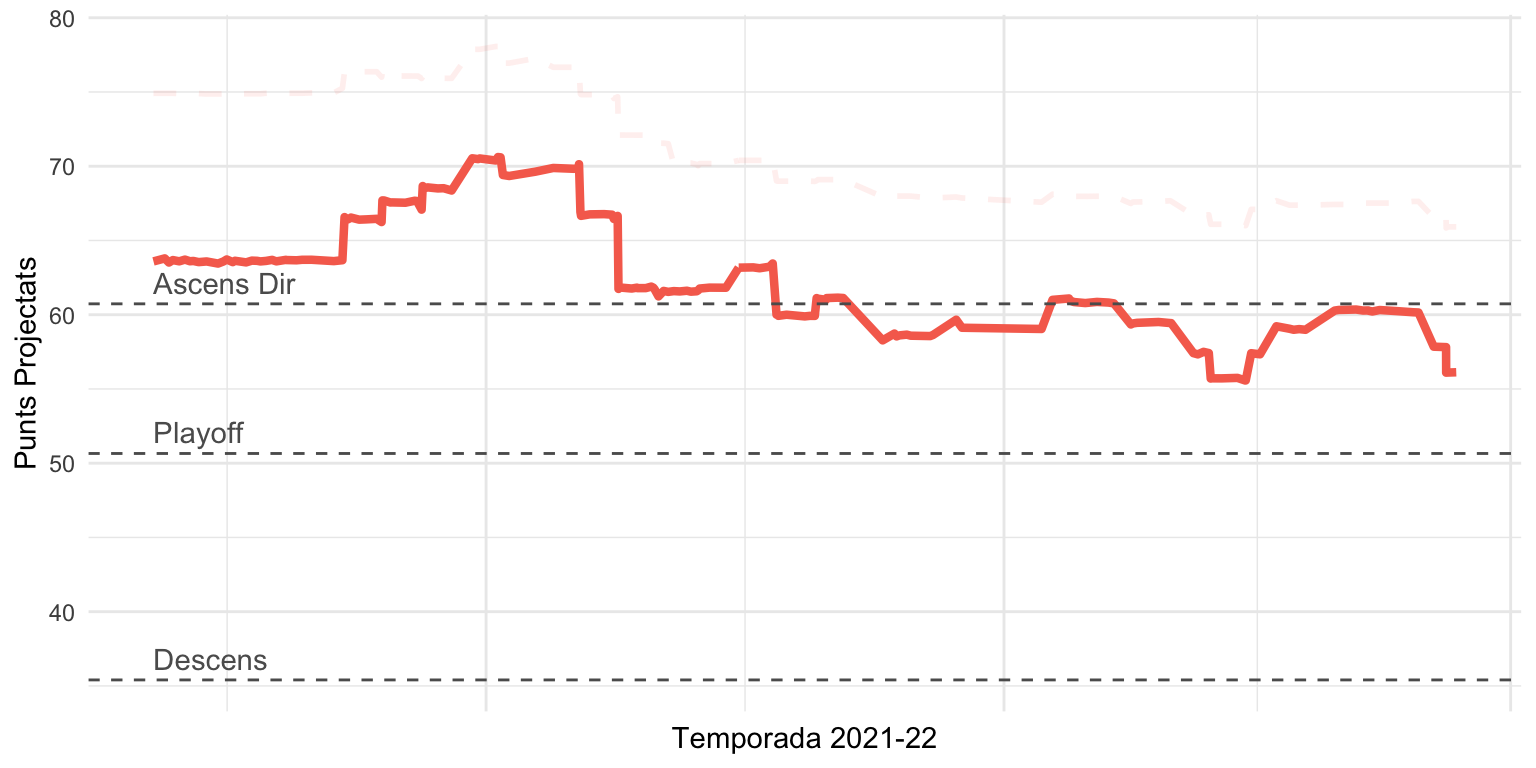 80
70
60
50
40
Punts Projectats
Ascens Dir
Playoff
Descens
Temporada 2021-22